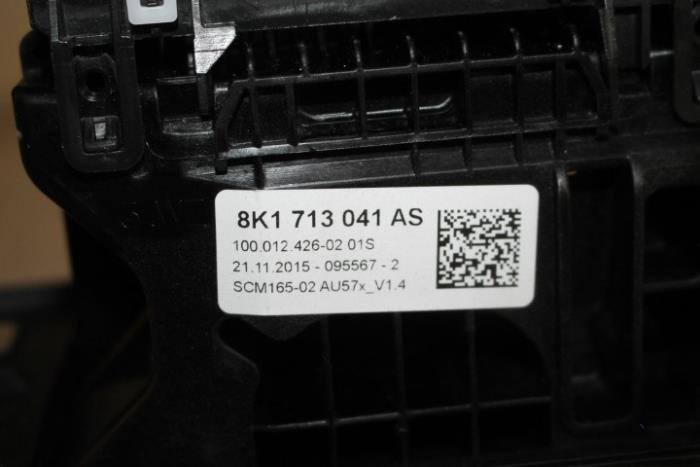 8K1 713 041 AS
100.012.426-02 01S
21.11.2015 - 095567 - 2
SCM165-02 AU57x_V1.4